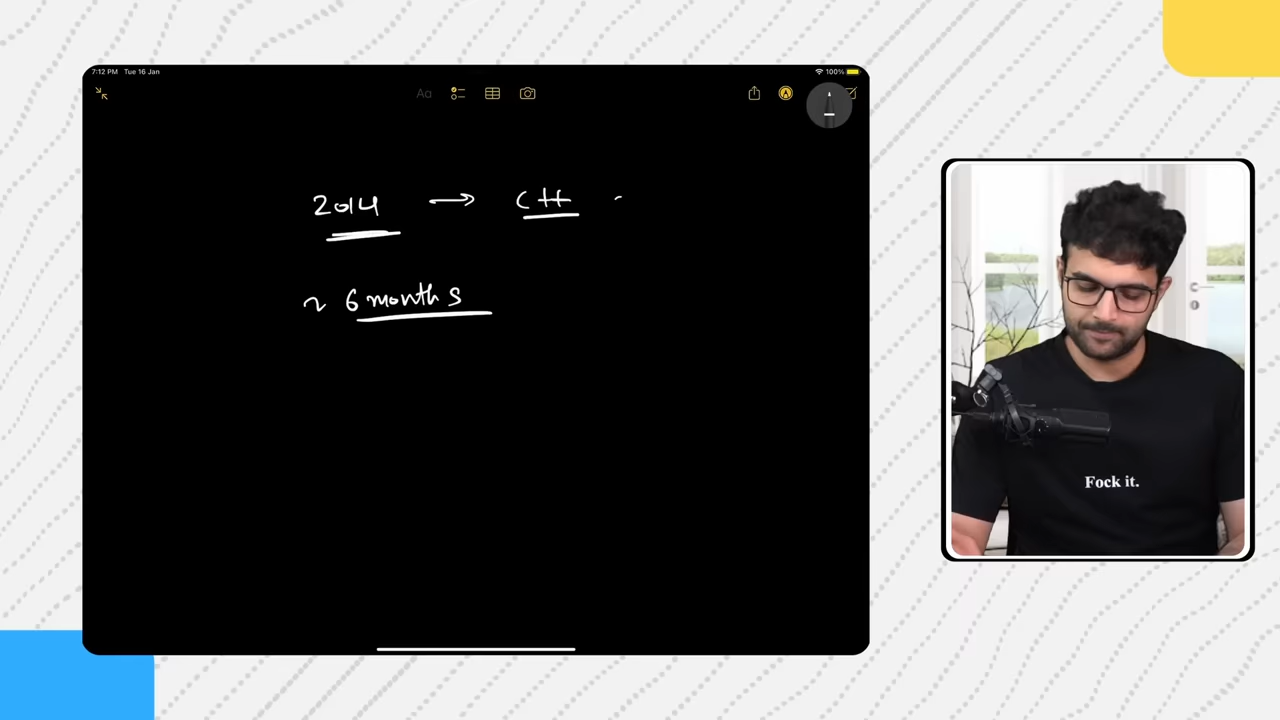 7:12 PM Tue 16 Jan
100%
Aa
2014 → C++ -
~ 6 months
Fock it.